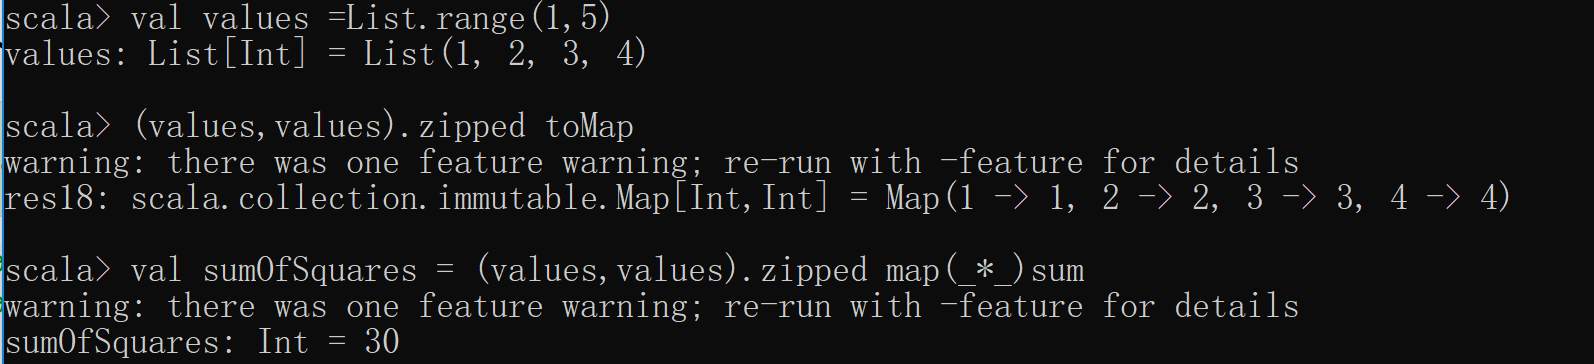 scala> val values =List.range(1,5)
values: List[Int] = List(1, 2, 3, 4)
scala> (values,values).zipped toMap
warning: there was one feature warning; re-run with -feature for details
res18: scala.collection.immutable.Map[Int,Int] = Map(1 -> 1, 2 -> 2, 3 -> 3, 4 -> 4)
scala> val sumOfSquares = (values,values).zipped map(_*_)sum
warning: there was one feature warning; re-run with -feature for details
sumOfSquares: Int = 30